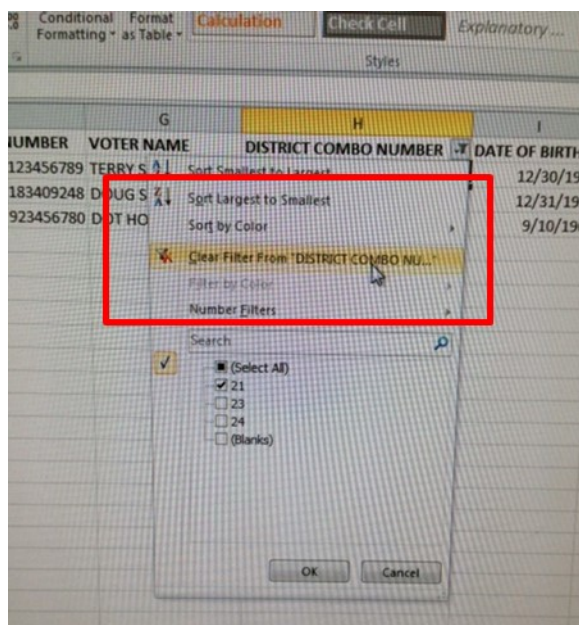 Conditional Format Calculation Check Cell Explanatory ...
Formatting as Table
Styles
G H I
NUMBER VOTER NAME DISTRICT COMBO NUMBER DATE OF BIRTH
123456789 TERRY S Sort Smallest to Largest 12/30/19
183409248 DOUG S Sort Largest to Smallest 12/31/19
923456780 DOT HO Sort by Color 9/10/19
Clear Filter From "DISTRICT COMBO NU..."
Filter by Color
Number Filters
Search
(Select All)
21
23
24
(Blanks)
OK Cancel